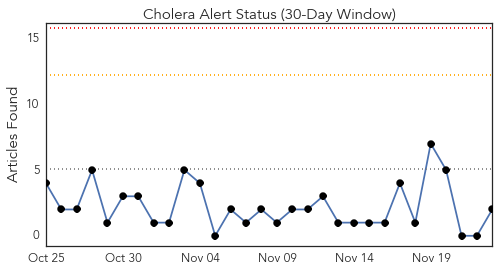 Cholera Alert Status (30-Day Window)
Articles Found
15
10
5
0
Oct 25 Oct 30 Nov 04 Nov 09 Nov 14 Nov 19